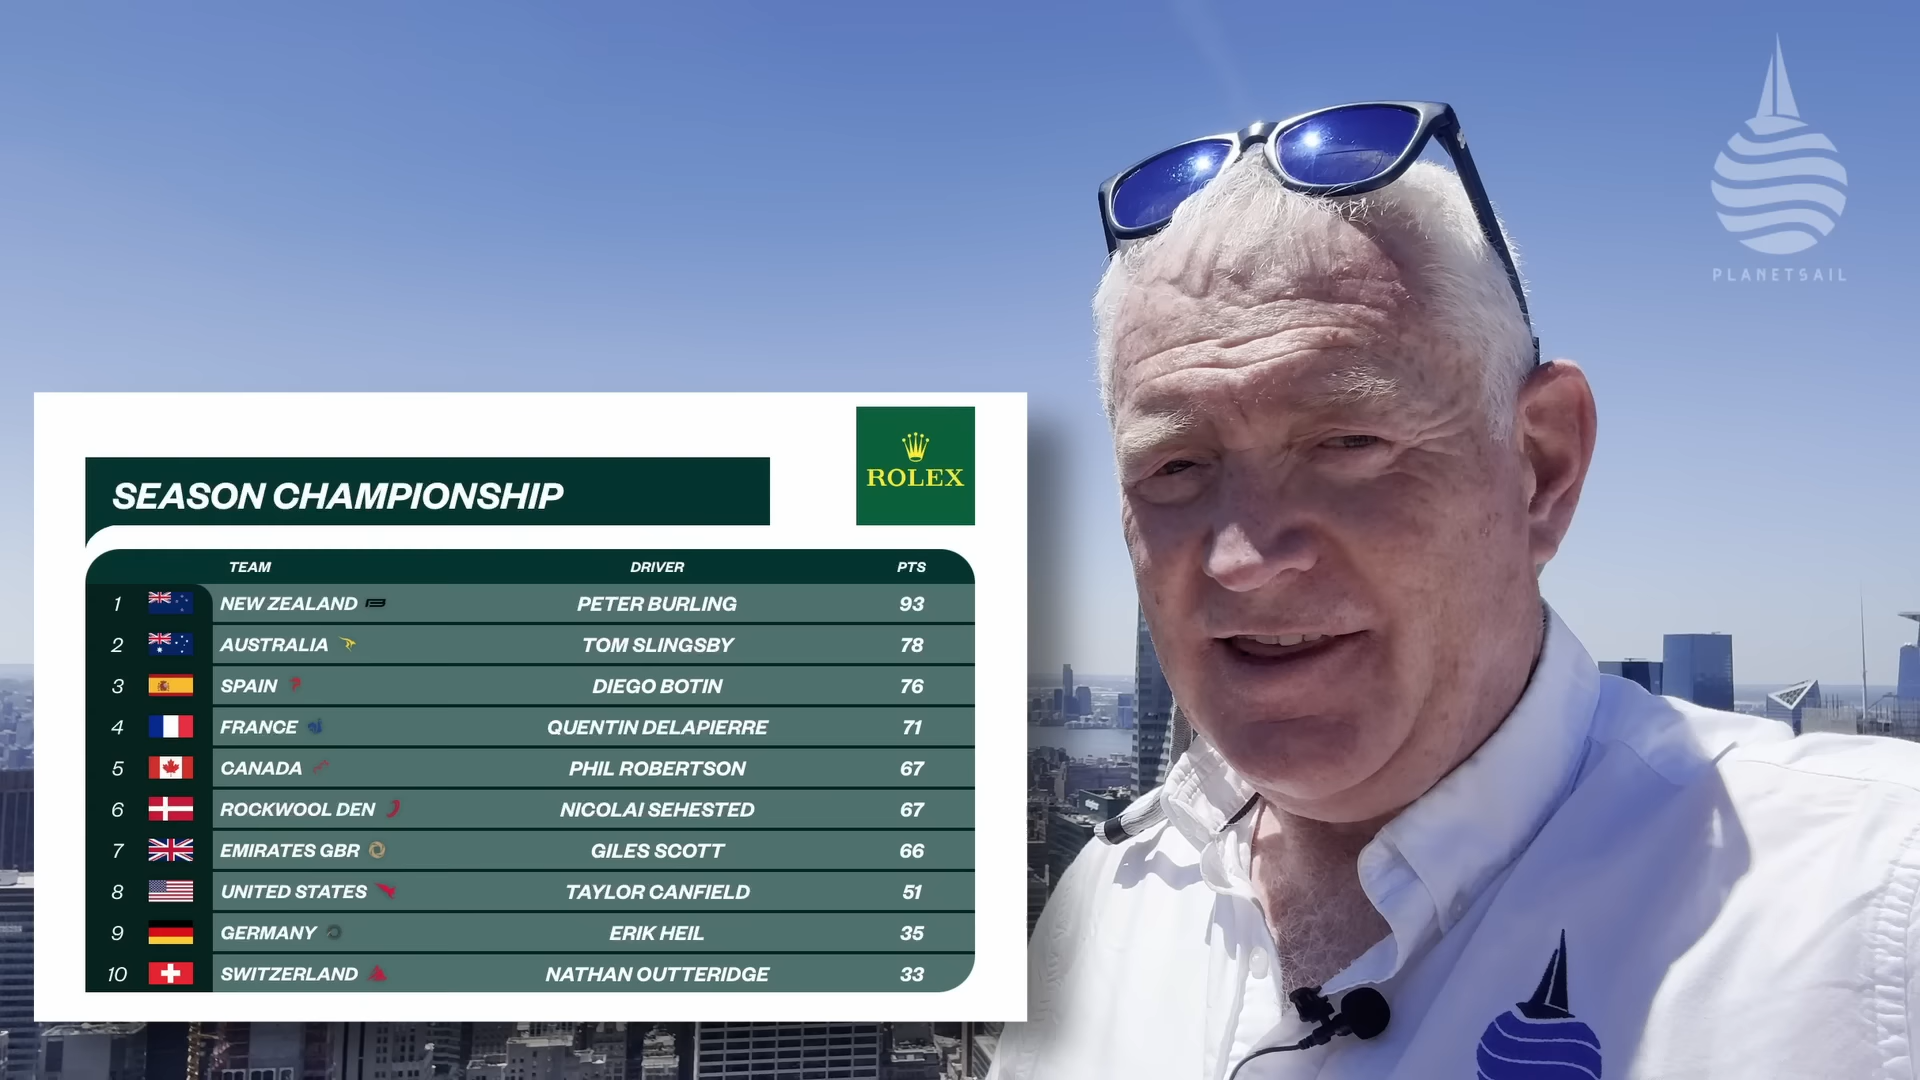 PLANETSAIL
ROLEX
SEASON CHAMPIONSHIP
TEAM DRIVER PTS
1 NEW ZEALAND PETER BURLING 93
2 AUSTRALIA TOM SLINGSBY 78
3 SPAIN DIEGO BOTIN 76
4 FRANCE QUENTIN DELAPIERRE 71
5 CANADA PHIL ROBERTSON 67
6 ROCKWOOL DEN NICOLAI SEHESTED 67
7 EMIRATES GBR GILES SCOTT 66
8 UNITED STATES TAYLOR CANFIELD 51
9 GERMANY ERIK HEIL 35
10 SWITZERLAND NATHAN OUTTERIDGE 33